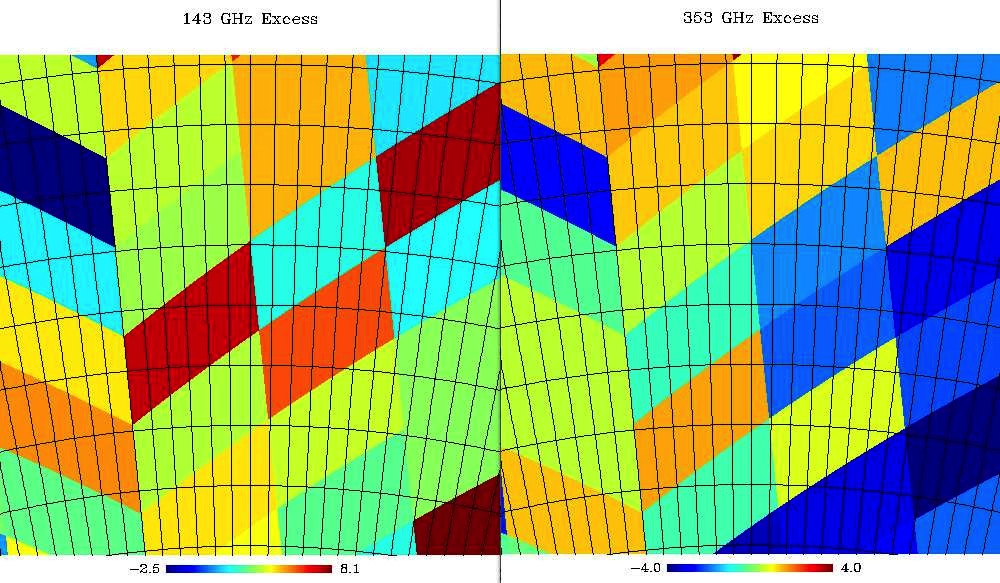 143 GHz Excess
353 GHz Excess
−2.5 8.1
−4.0 4.0